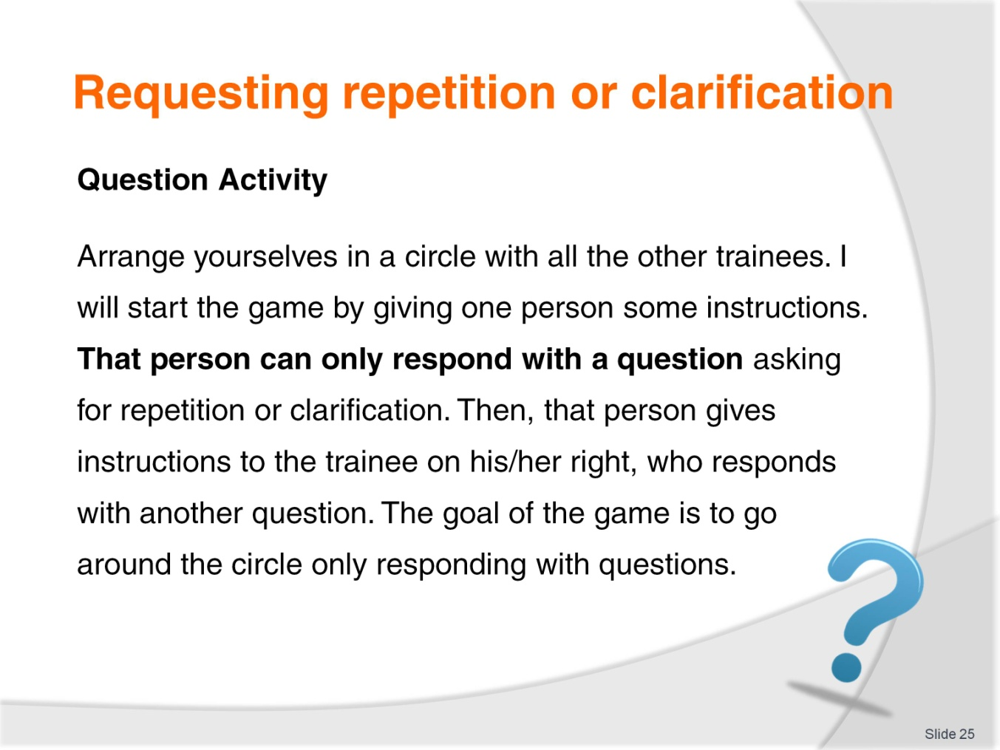 Requesting repetition or clarification
Question Activity
Arrange yourselves in a circle with all the other trainees. I
will start the game by giving one person some instructions.
That person can only respond with a question asking
for repetition or clarification. Then, that person gives
instructions to the trainee on his/her right, who responds
with another question. The goal of the game is to go
around the circle only responding with questions.
?
Slide 25